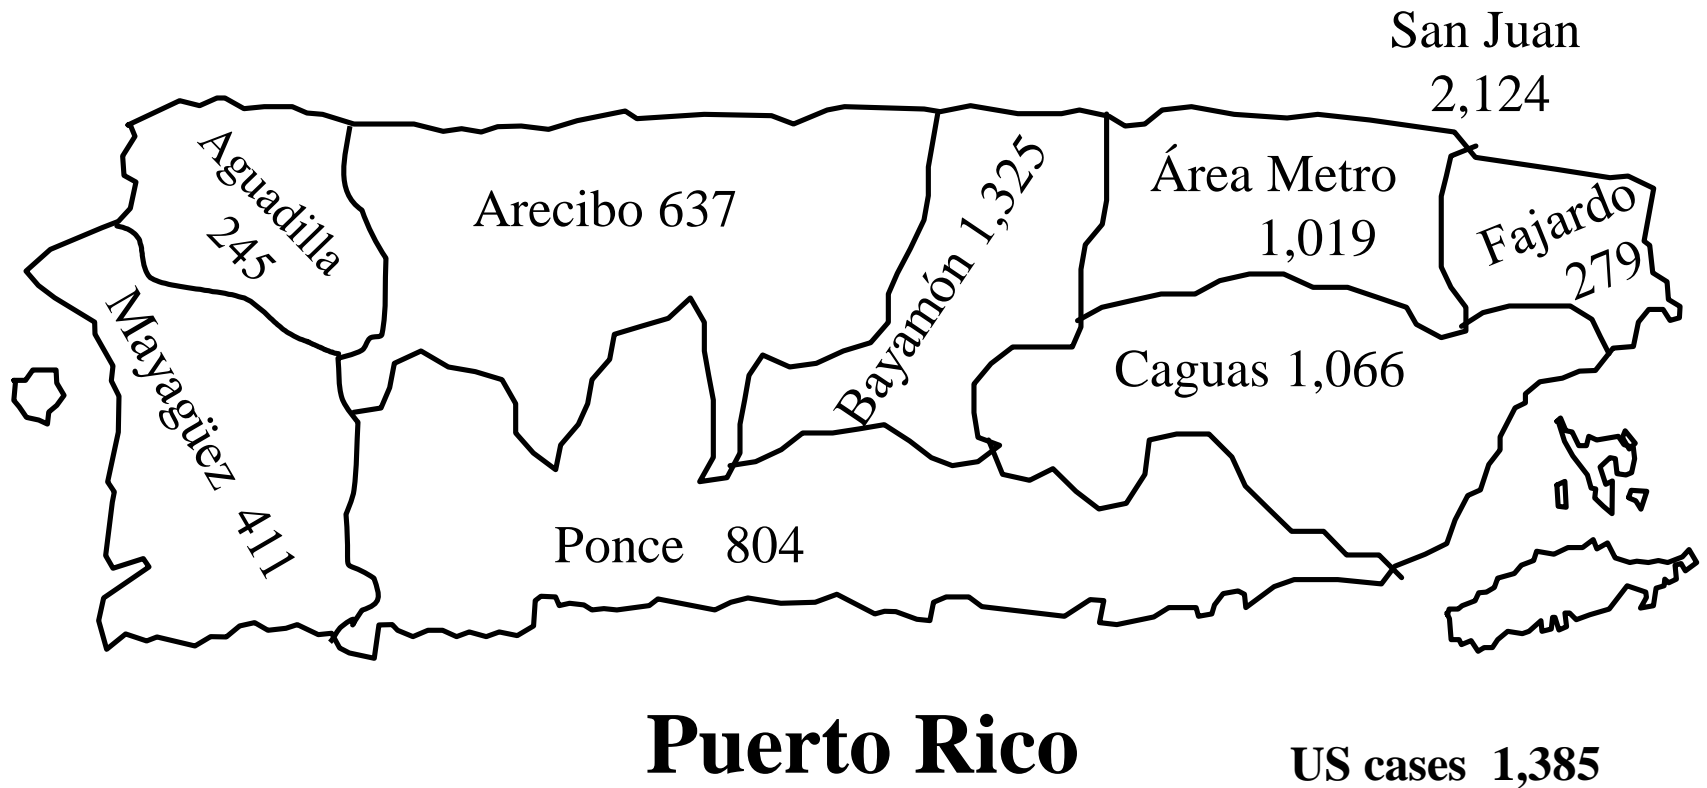 San Juan
2,124
Aguadilla
245
Arecibo 637
Bayamón 1,325
Área Metro
1,019
Fajardo
279
Mayagüez 411
Caguas 1,066
Ponce 804
Puerto Rico
US cases 1,385